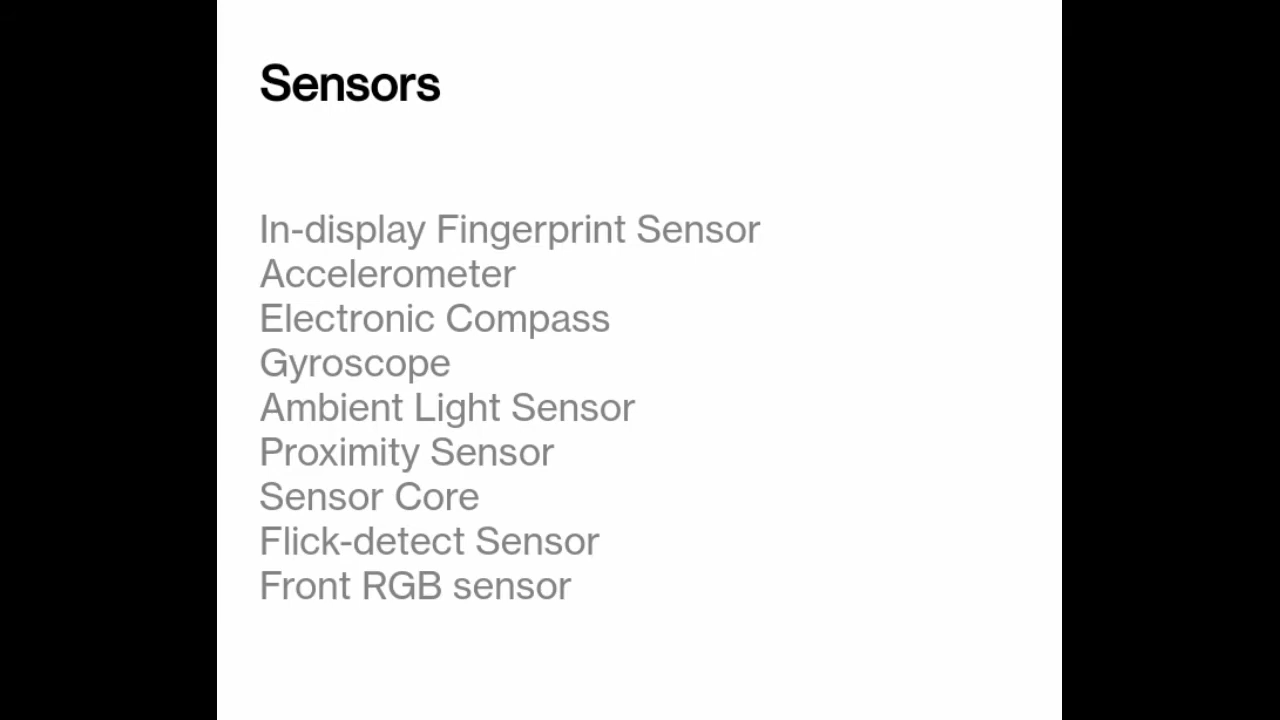 Sensors
In-display Fingerprint Sensor
Accelerometer
Electronic Compass
Gyroscope
Ambient Light Sensor
Proximity Sensor
Sensor Core
Flick-detect Sensor
Front RGB sensor